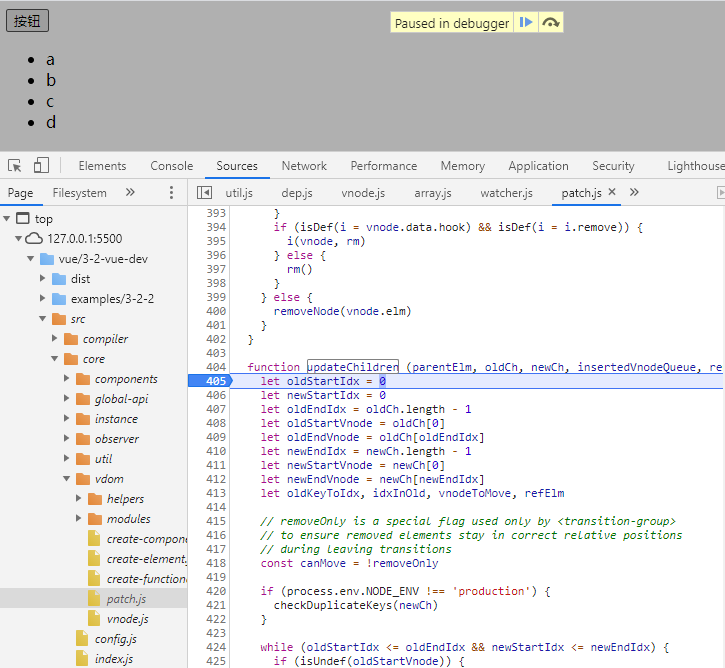 按钮
Paused in debugger
a
b
c
d
Elements Console Sources Network Performance Memory Application Security Lighthouse
Page Filesystem »
util.js dep.js vnode.js array.js watcher.js patch.js × »
top
127.0.0.1:5500
vue/3-2-vue-dev
dist
examples/3-2-2
src
compiler
core
components
global-api
instance
observer
util
vdom
helpers
modules
create-compone
create-element.
create-function
patch.js
vnode.js
config.js
index.js
393 }
394 if (isDef(i = vnode.data.hook) && isDef(i = i.remove)) {
395 i(vnode, rm)
396 } else {
397 rm()
398 }
399 } else {
400 removeNode(vnode.elm)
401 }
402 }
403
404 function updateChildren (parentElm, oldCh, newCh, insertedVnodeQueue, re
405 let oldStartIdx = 0
406 let newStartIdx = 0
407 let oldEndIdx = oldCh.length - 1
408 let oldStartVnode = oldCh[0]
409 let oldEndVnode = oldCh[oldEndIdx]
410 let newEndIdx = newCh.length - 1
411 let newStartVnode = newCh[0]
412 let newEndVnode = newCh[newEndIdx]
413 let oldKeyToIdx, idxInOld, vnodeToMove, refElm
414
415 // removeOnly is a special flag used only by <transition-group>
416 // to ensure removed elements stay in correct relative positions
417 // during leaving transitions
418 const canMove = !removeOnly
419
420 if (process.env.NODE_ENV !== 'production') {
421 checkDuplicateKeys(newCh)
422 }
423
424 while (oldStartIdx <= oldEndIdx && newStartIdx <= newEndIdx) {
425 if (isUndef(oldStartVnode)) {